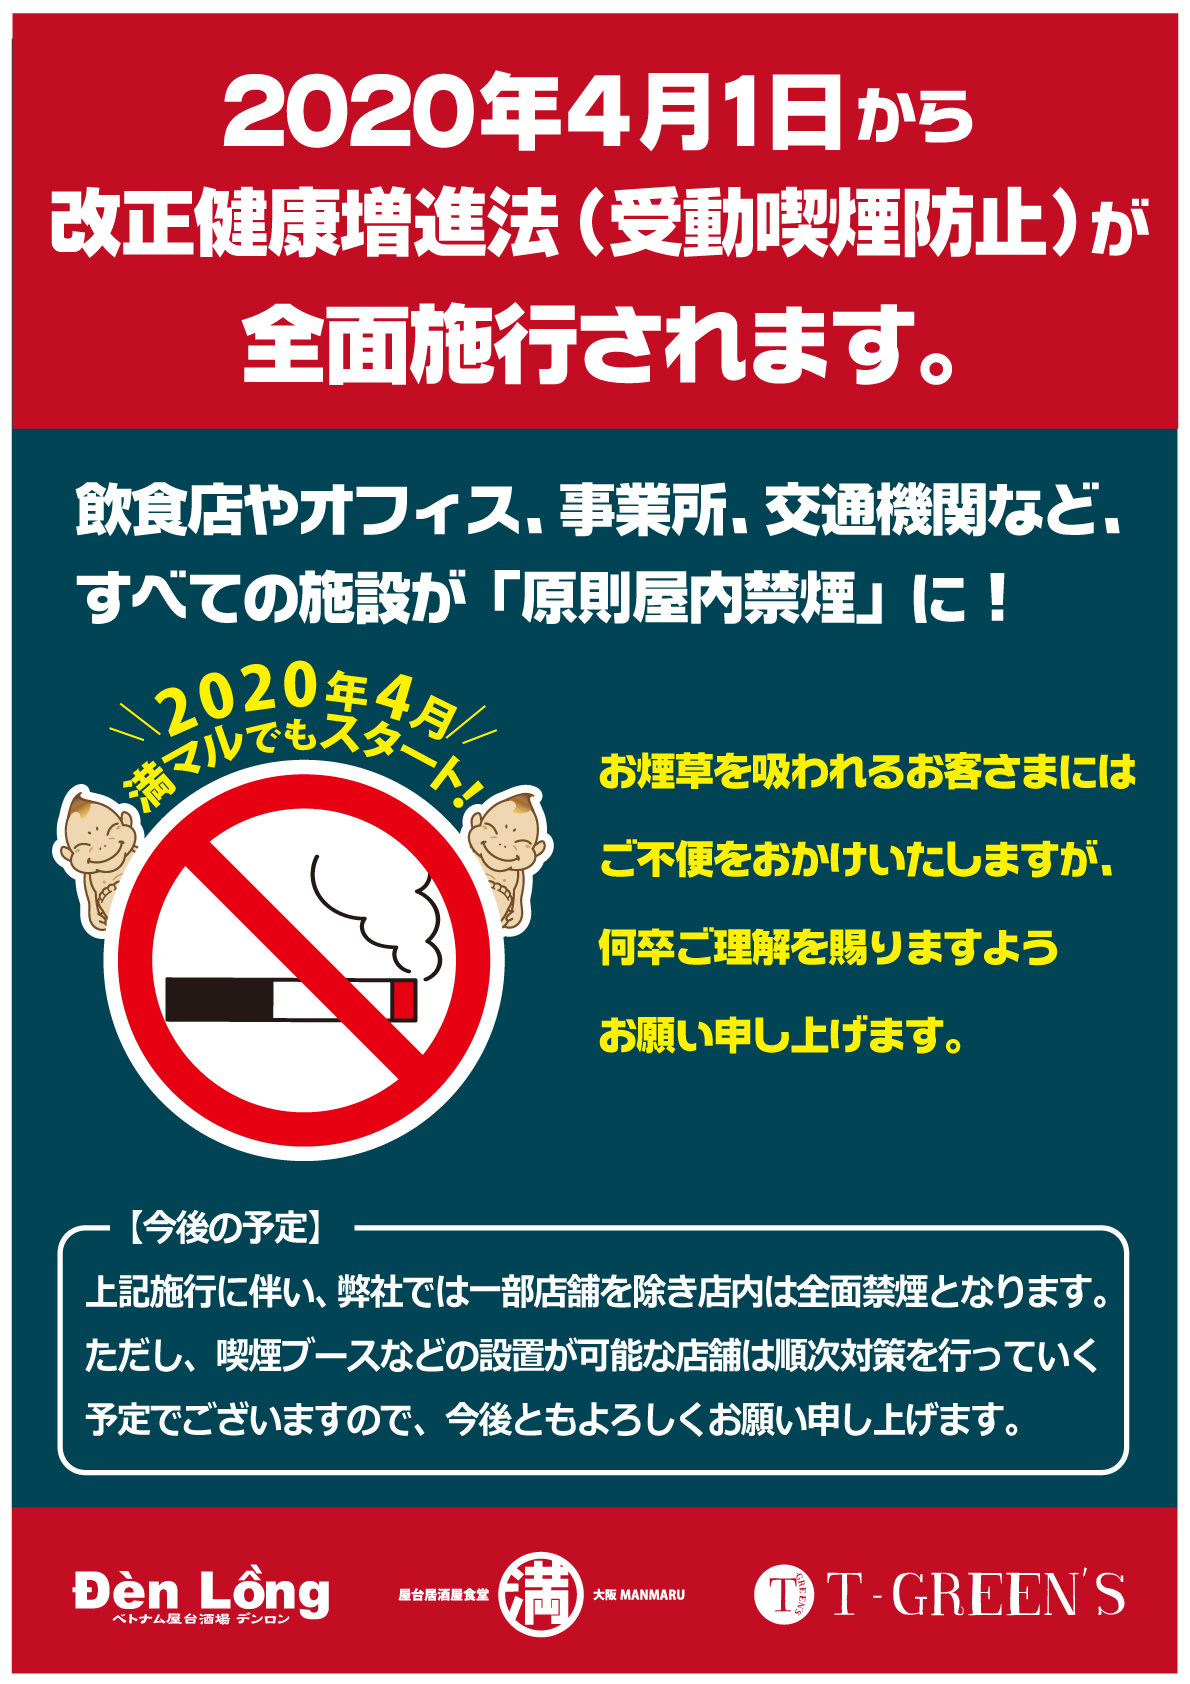 2020年4月1日から
改正健康増進法（受動喫煙防止）が
全面施行されます。
飲食店やオフィス、事業所、交通機関など、
すべての施設が「原則屋内禁煙」に！
2020年4月
満マルでもスタート！
お煙草を吸われるお客さまには
ご不便をおかけいたしますが、
何卒ご理解を賜りますよう
お願い申し上げます。
【今後の予定】
上記施行に伴い、弊社では一部店舗を除き店内は全面禁煙となります。
ただし、喫煙ブースなどの設置が可能な店舗は順次対策を行っていく
予定でございますので、今後ともよろしくお願い申し上げます。
Đèn Lồng
ベトナム屋台酒場 デンロン
屋台居酒屋食堂 満 大阪 MANMARU
T GREEN'S T-GREEN'S